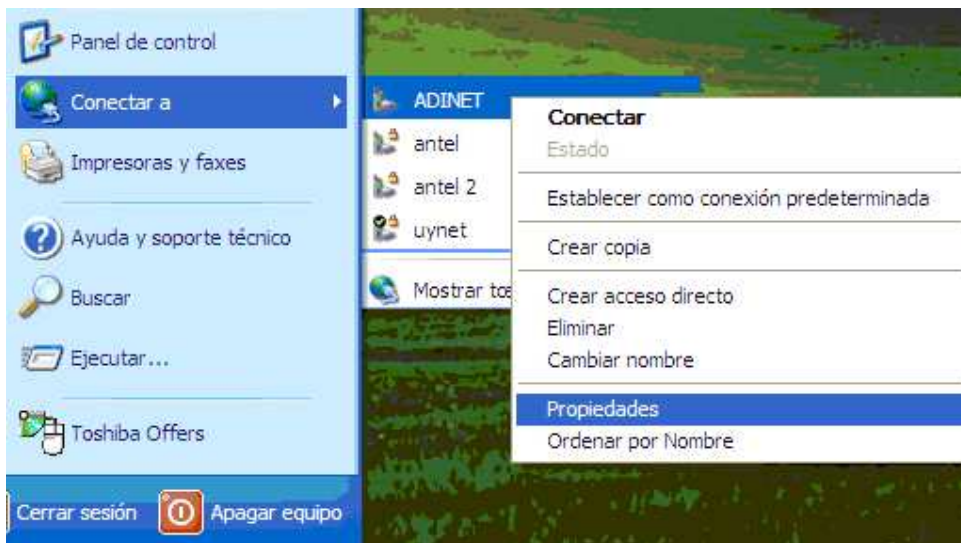 Panel de control
Conectar a
Impresoras y faxes
Ayuda y soporte técnico
Buscar
Ejecutar...
Toshiba Offers
Cerrar sesión
Apagar equipo
ADINET
antel
antel 2
uynet
Mostrar
Conectar
Estado
Establecer como conexión predeterminada
Crear copia
Crear acceso directo
Eliminar
Cambiar nombre
Propiedades
Ordenar por Nombre